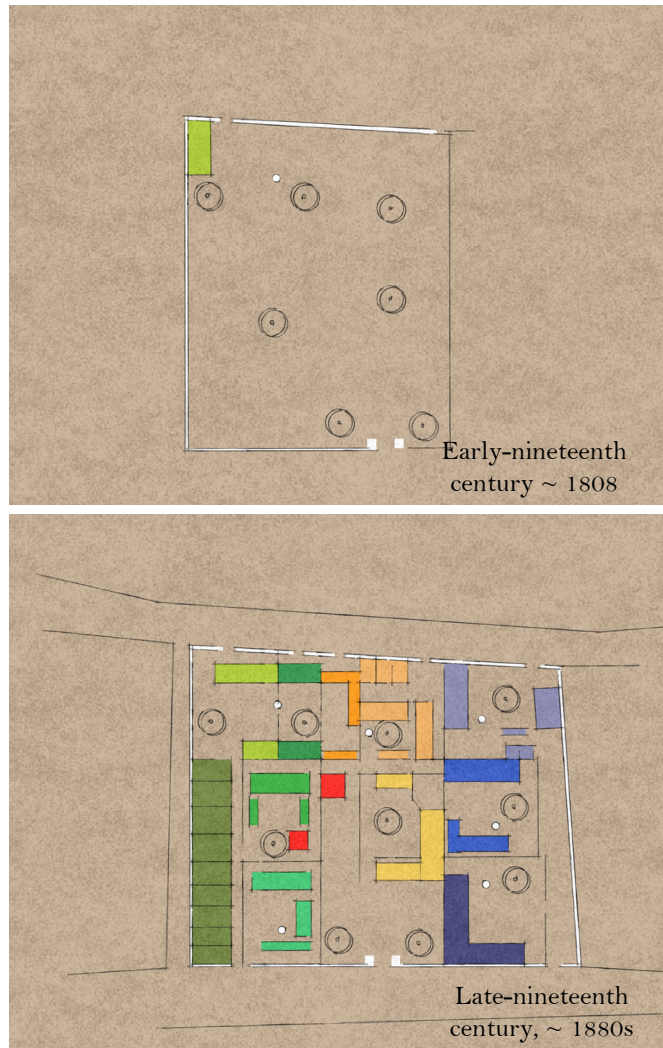 Early-nineteenth
century ~ 1808
Late-nineteenth
century, ~ 1880s